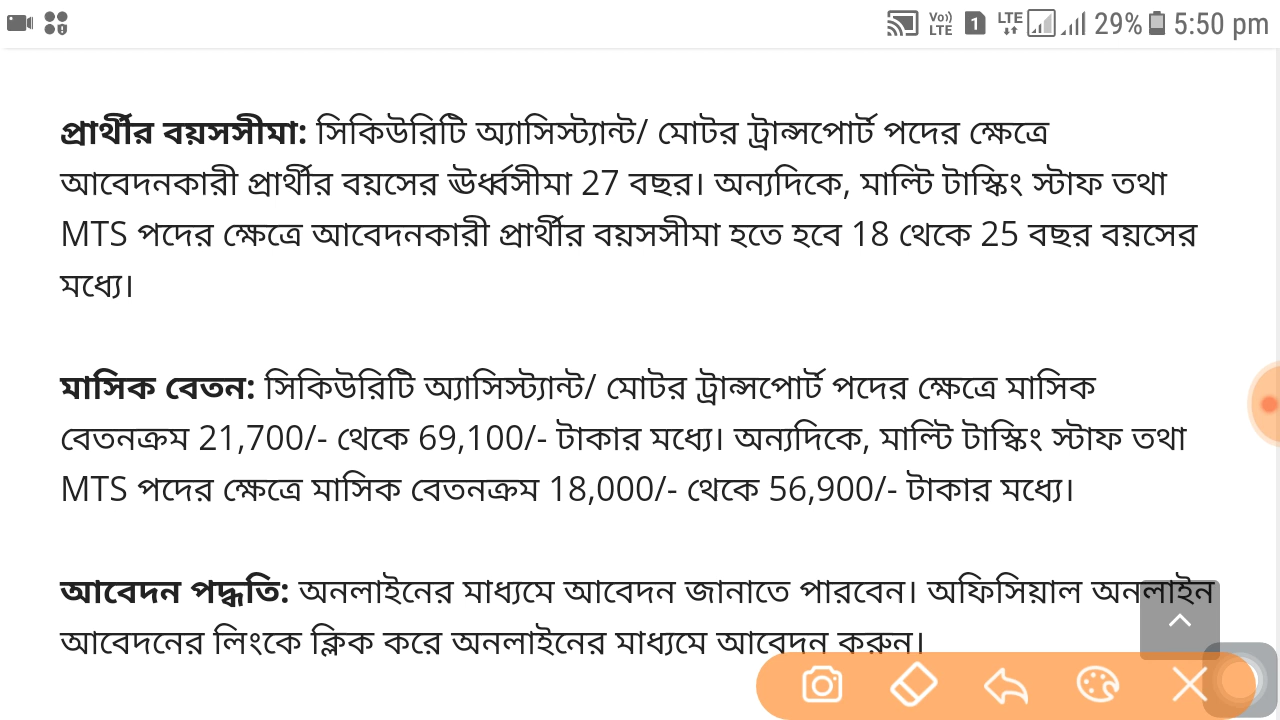 Vo)) LTE 1 LTE 29% 5:50 pm
প্রার্থীর বয়সসীমা: সিকিউরিটি অ্যাসিস্ট্যান্ট/ মোটর ট্রান্সপোর্ট পদের ক্ষেত্রে
আবেদনকারী প্রার্থীর বয়সের ঊর্ধ্বসীমা 27 বছর। অন্যদিকে, মাল্টি টাস্কিং স্টাফ তথা
MTS পদের ক্ষেত্রে আবেদনকারী প্রার্থীর বয়সসীমা হতে হবে 18 থেকে 25 বছর বয়সের
মধ্যে।
মাসিক বেতন: সিকিউরিটি অ্যাসিস্ট্যান্ট/ মোটর ট্রান্সপোর্ট পদের ক্ষেত্রে মাসিক
বেতনক্রম 21,700/- থেকে 69,100/- টাকার মধ্যে। অন্যদিকে, মাল্টি টাস্কিং স্টাফ তথা
MTS পদের ক্ষেত্রে মাসিক বেতনক্রম 18,000/- থেকে 56,900/- টাকার মধ্যে।
আবেদন পদ্ধতি: অনলাইনের মাধ্যমে আবেদন জানাতে পারবেন। অফিসিয়াল অনলাইন
আবেদনের লিংকে ক্লিক করে অনলাইনের মাধ্যমে আবেদন করুন।